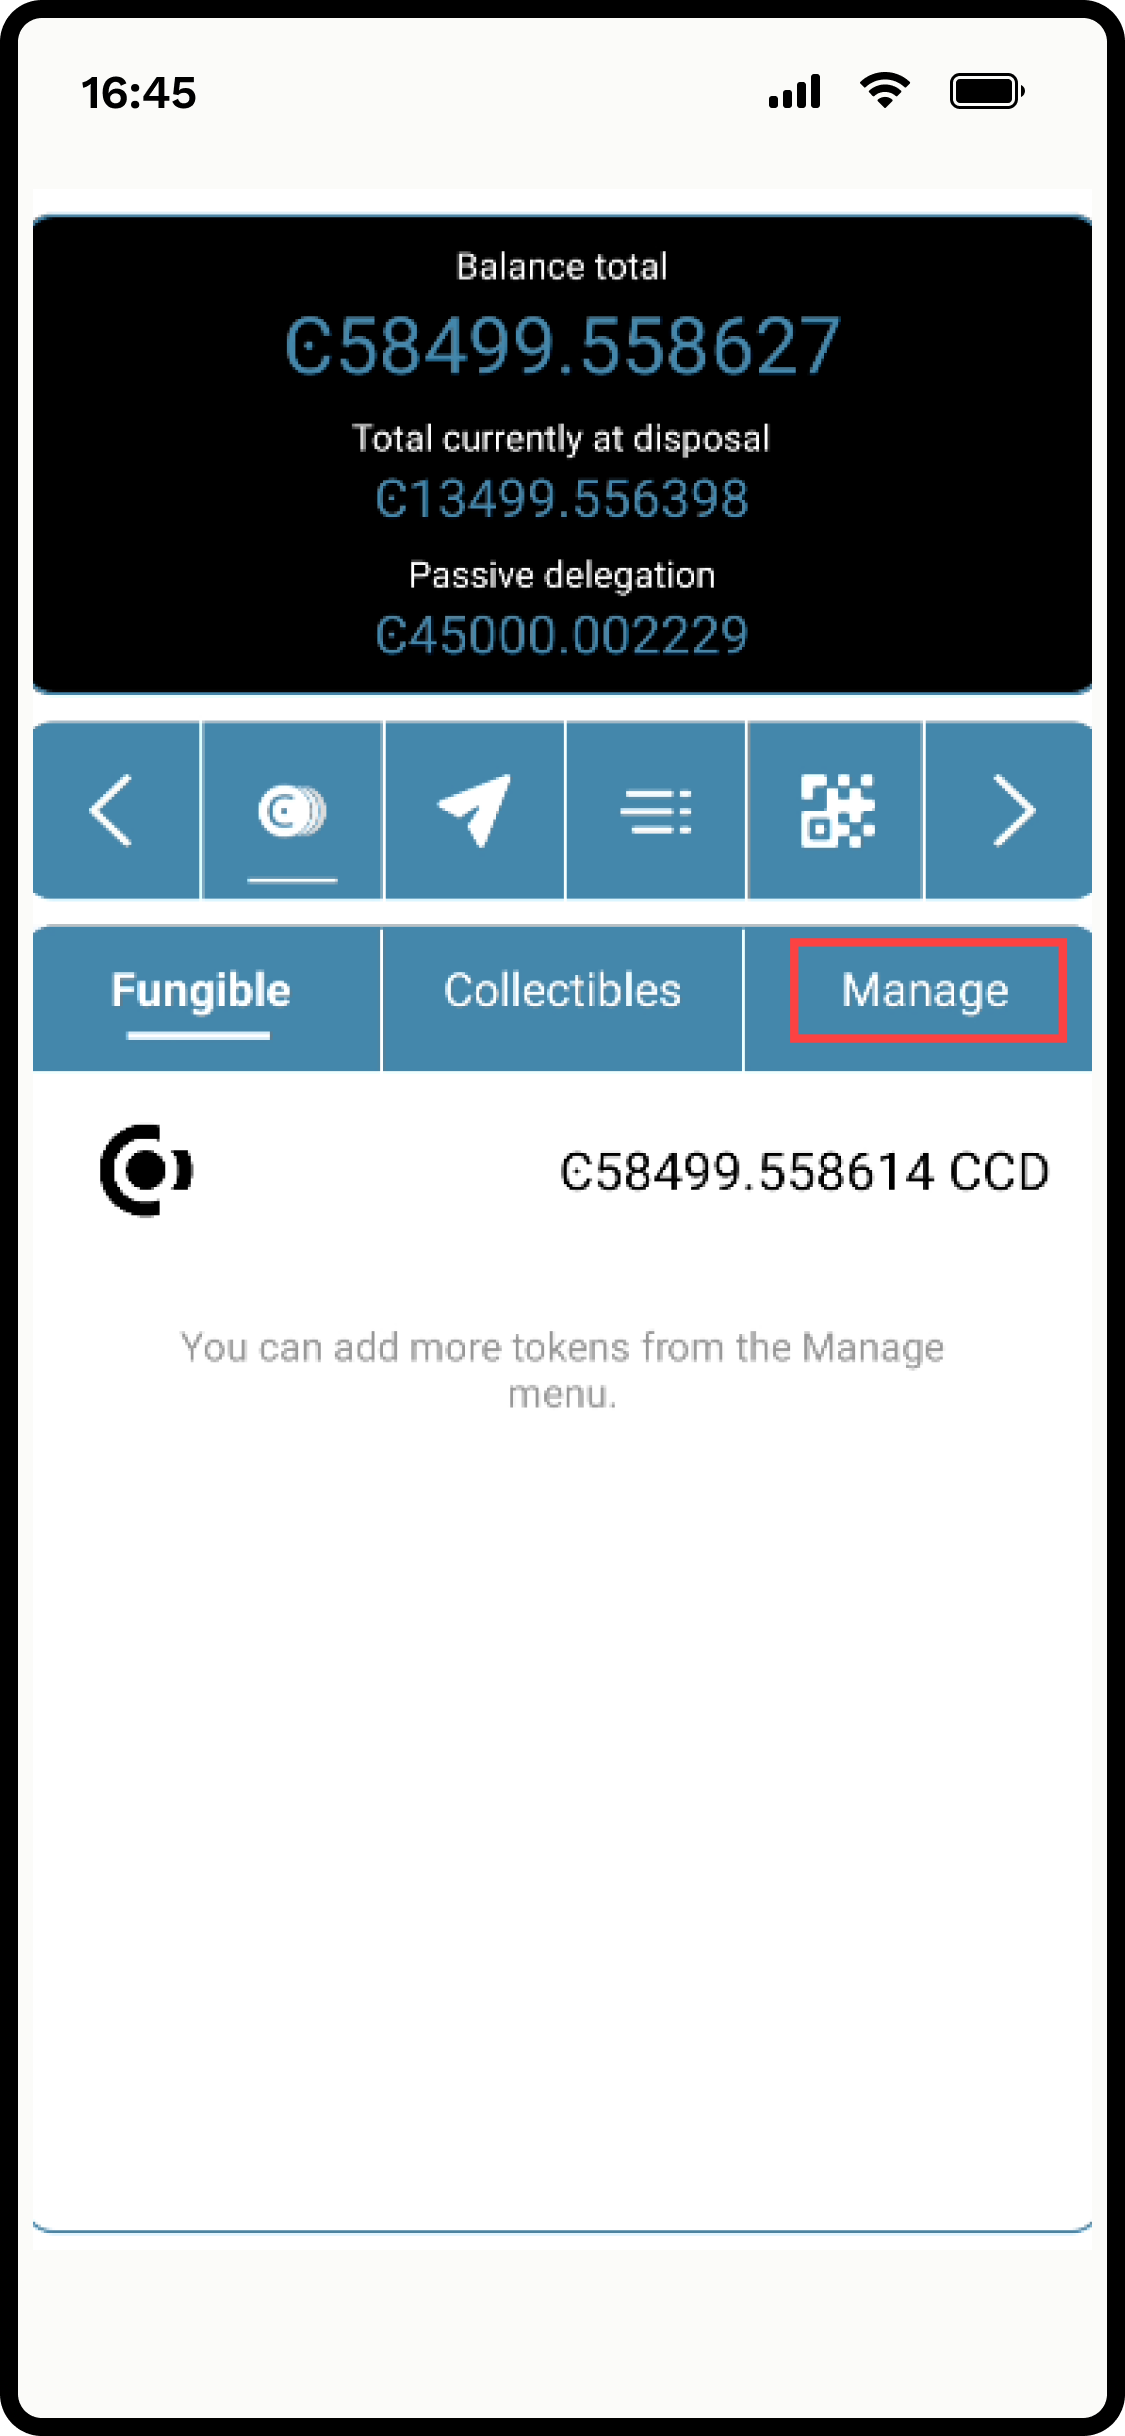 16:45
Balance total
Ͼ58499.558627
Total currently at disposal
Ͼ13499.556398
Passive delegation
Ͼ45000.002229
Fungible
Collectibles
Manage
Ͼ58499.558614 CCD
You can add more tokens from the Manage
menu.